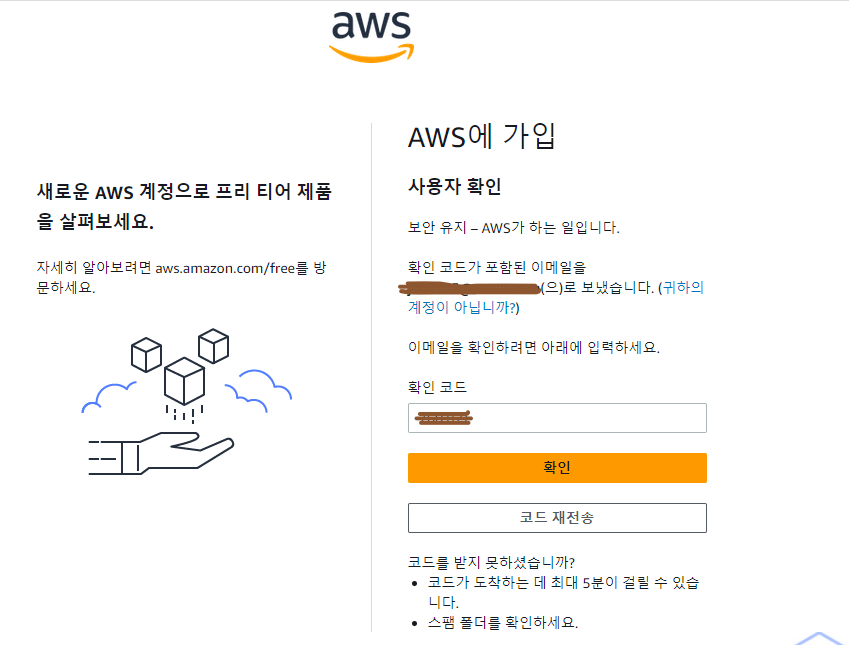 aws
새로운 AWS 계정으로 프리 티어 제품
을 살펴보세요.
자세히 알아보려면 aws.amazon.com/free를 방
문하세요.
AWS에 가입
사용자 확인
보안 유지 – AWS가 하는 일입니다.
확인 코드가 포함된 이메일을
(으)로 보냈습니다. (귀하의
계정이 아닙니까?)
이메일을 확인하려면 아래에 입력하세요.
확인 코드
확인
코드 재전송
코드를 받지 못하셨습니까?
코드가 도착하는 데 최대 5분이 걸릴 수 있습
니다.
스팸 폴더를 확인하세요.